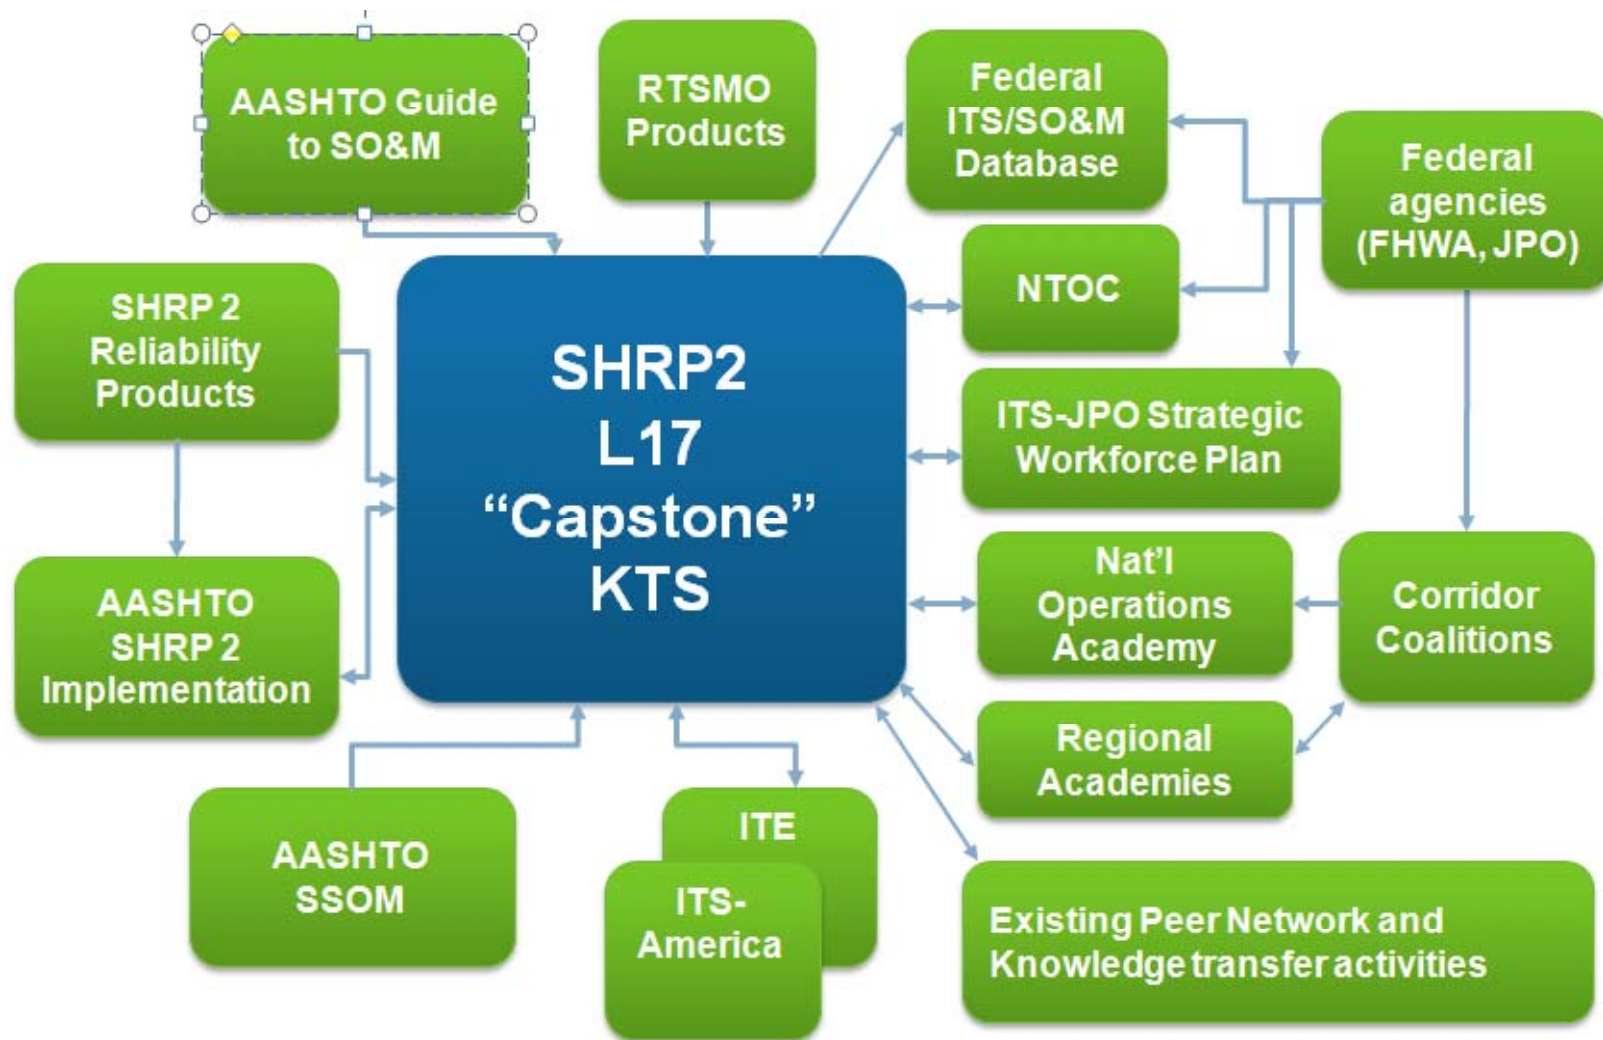 AASHTO Guide
to SO&M
RTSMO
Products
Federal
ITS/SO&M
Database
Federal
agencies
(FHWA, JPO)
NTOC
SHRP 2
Reliability
Products
SHRP2
L17
“Capstone”
KTS
ITS-JPO Strategic
Workforce Plan
AASHTO
SHRP 2
Implementation
Nat’l
Operations
Academy
Corridor
Coalitions
Regional
Academies
AASHTO
SSOM
ITE
ITS-
America
Existing Peer Network and
Knowledge transfer activities